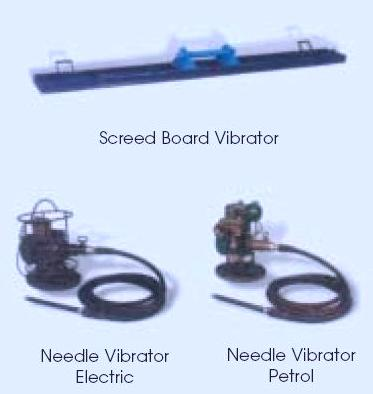 Screed Board Vibrator
Needle Vibrator
Electric
Needle Vibrator
Petrol